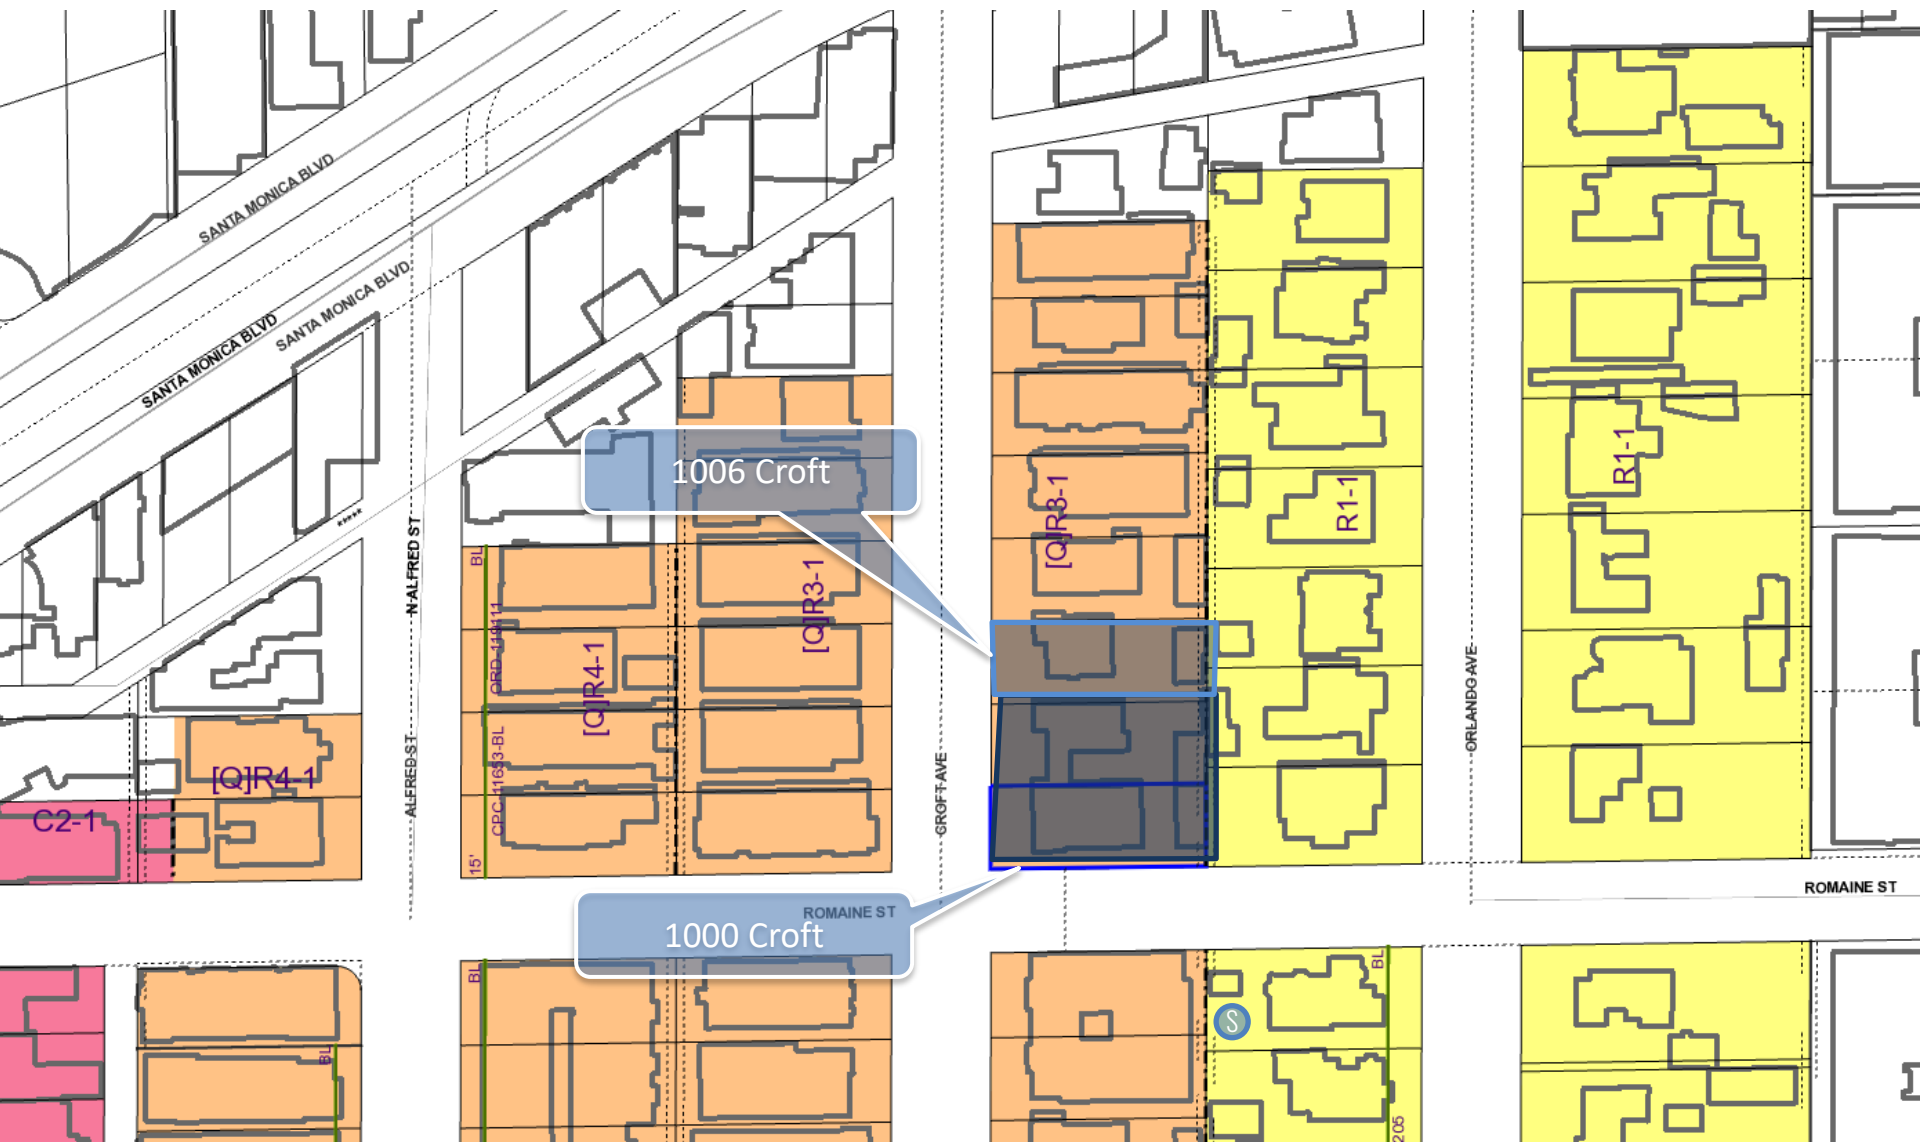 SANTA MONICA BLVD
SANTA MONICA BLVD
SANTA MONICA BLVD
1006 Croft
[Q]R3-1
R1-1
R1-1
*****
N ALFRED ST
BL
ORD-119111
[Q]R3-1
[Q]R4-1
ORLANDO AVE
ALFRED ST
CPC-11653-BL
CROFT AVE
[Q]R4-1
C2-1
15'
ROMAINE ST
ROMAINE ST
1000 Croft
BL
BL
S
BL
205